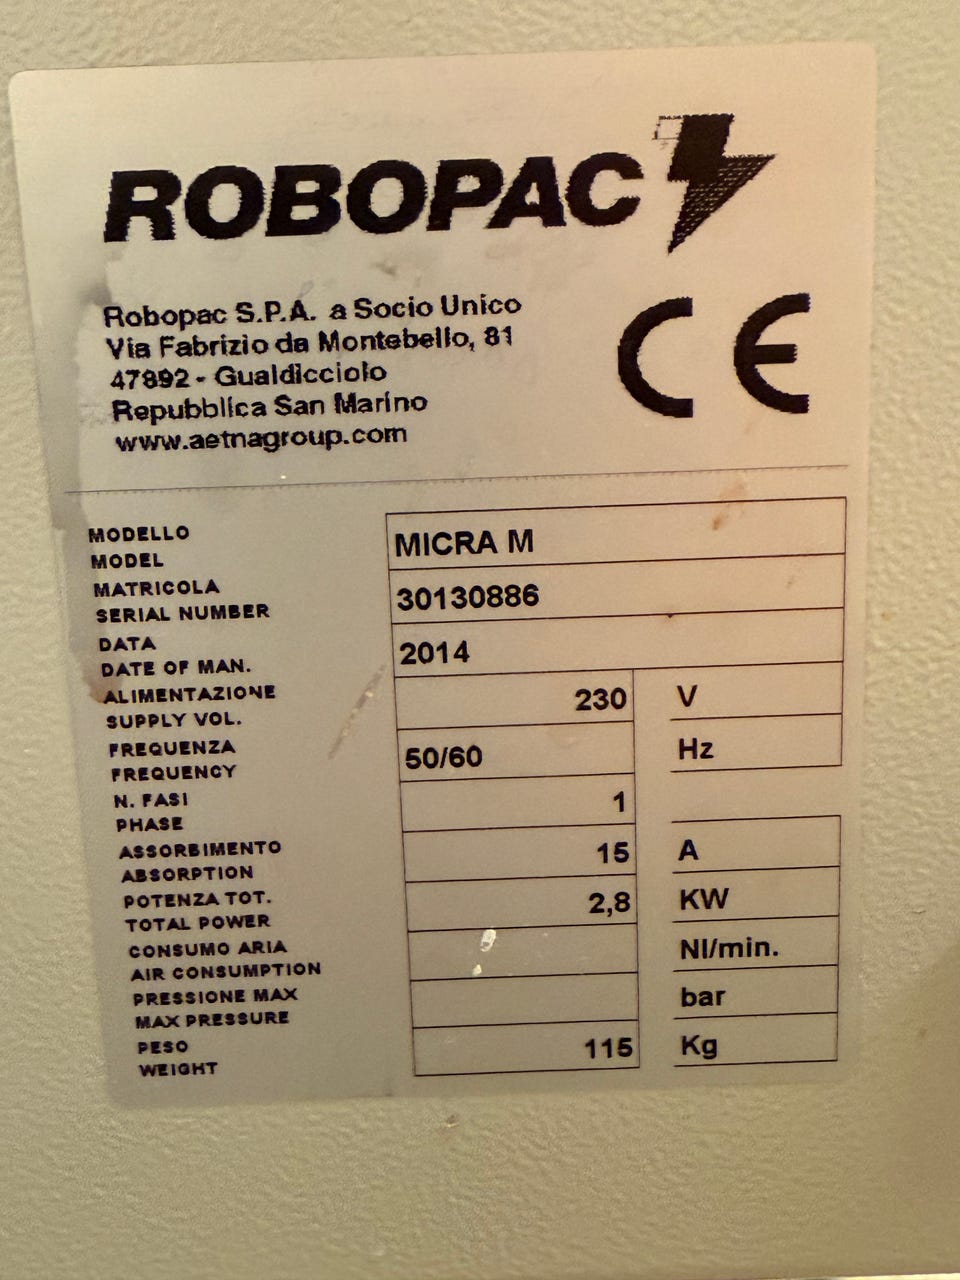 ROBOPAC
Robopac S.P.A. a Socio Unico
Via Fabrizio da Montebello, 81
47892 - Gualdicciolo
Repubblica San Marino
www.aetnagroup.com
CE
MODELLO
MODEL
MICRA M
MATRICOLA
SERIAL NUMBER
30130886
DATA
DATE OF MAN.
2014
ALIMENTAZIONE
SUPPLY VOL.
230 V
FREQUENZA
FREQUENCY
50/60 Hz
N. FASI
PHASE
1
ASSORBIMENTO
ABSORPTION
15 A
POTENZA TOT.
TOTAL POWER
2,8 KW
CONSUMO ARIA
AIR CONSUMPTION
Nl/min.
PRESSIONE MAX
MAX PRESSURE
bar
PESO
WEIGHT
115 Kg